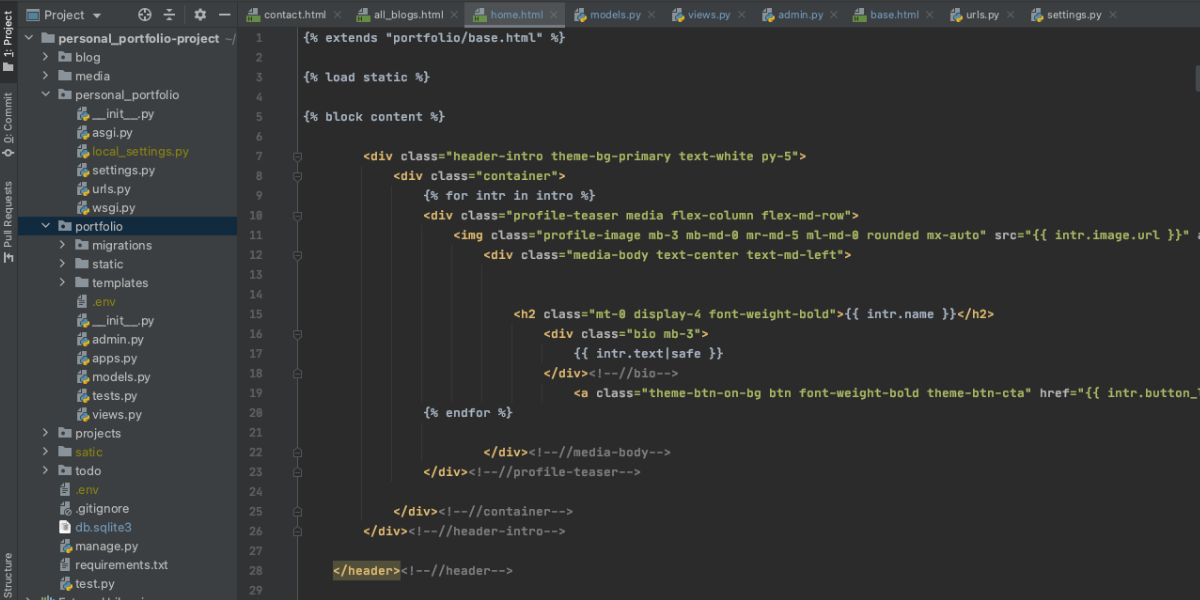 Project
contact.html
all_blogs.html
home.html
models.py
views.py
admin.py
base.html
urls.py
settings.py
1: Project
0: Commit
Pull Requests
Structure
personal_portfolio-project ~/
blog
media
personal_portfolio
__init__.py
asgi.py
local_settings.py
settings.py
urls.py
wsgi.py
portfolio
migrations
static
templates
.env
__init__.py
admin.py
apps.py
models.py
tests.py
views.py
projects
satic
todo
.env
.gitignore
db.sqlite3
manage.py
requirements.txt
test.py
1 {% extends "portfolio/base.html" %}
2
3 {% load static %}
4
5 {% block content %}
6
7 <div class="header-intro theme-bg-primary text-white py-5">
8 <div class="container">
9 {% for intr in intro %}
10 <div class="profile-teaser media flex-column flex-md-row">
11 <img class="profile-image mb-3 mb-md-0 mr-md-5 ml-md-0 rounded mx-auto" src="{{ intr.image.url }}" a
12 <div class="media-body text-center text-md-left">
13
14
15 <h2 class="mt-0 display-4 font-weight-bold">{{ intr.name }}</h2>
16 <div class="bio mb-3">
17 {{ intr.text|safe }}
18 </div><!--//bio-->
19 <a class="theme-btn-on-bg btn font-weight-bold theme-btn-cta" href="{{ intr.button_l
20 {% endfor %}
21
22 </div><!--//media-body-->
23 </div><!--//profile-teaser-->
24
25 </div><!--//container-->
26 </div><!--//header-intro-->
27
28 </header><!--//header-->
29